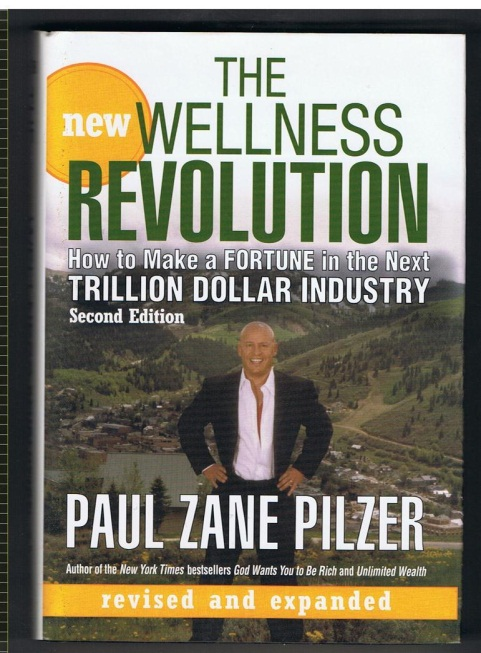 THE
new WELLNESS
REVOLUTION
How to Make a FORTUNE in the Next
TRILLION DOLLAR INDUSTRY
Second Edition
PAUL ZANE PILZER
Author of the New York Times bestsellers God Wants You to Be Rich and Unlimited Wealth
revised and expanded